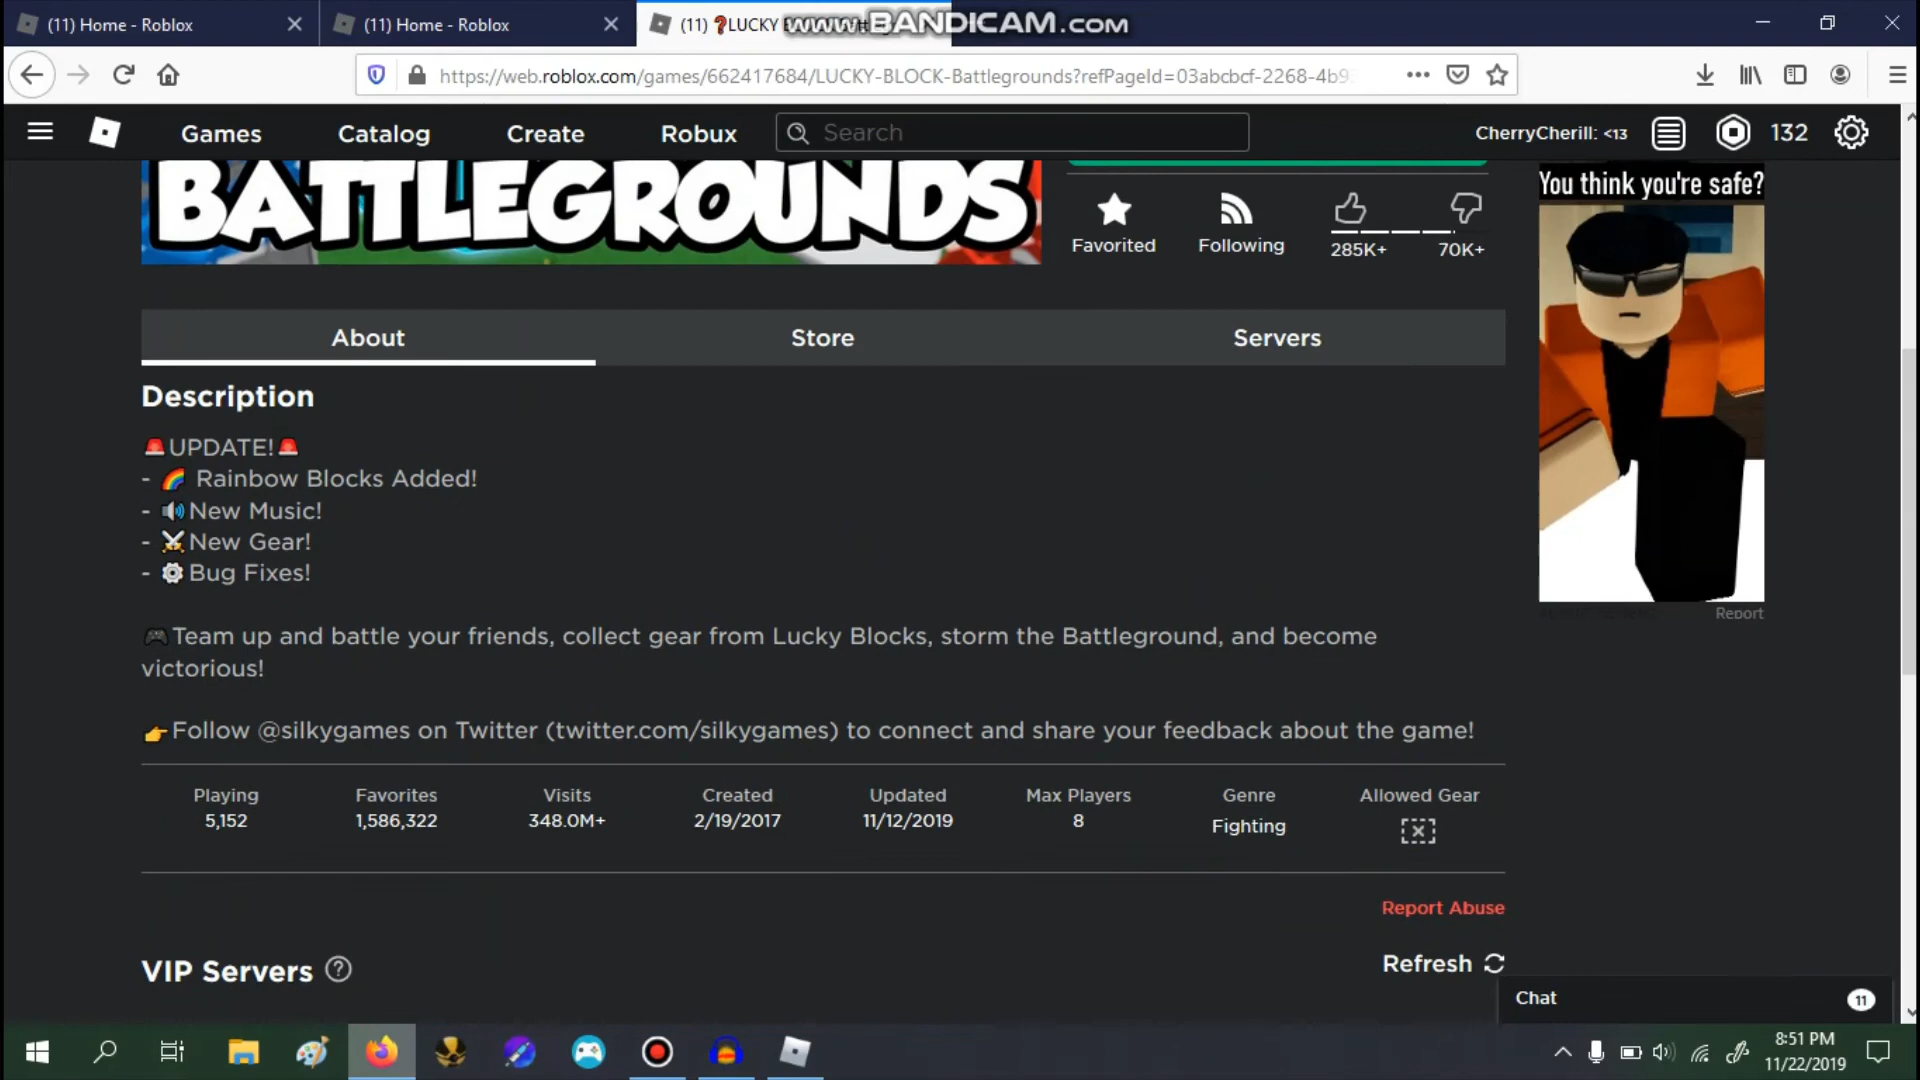 (11) Home - Roblox
(11) Home - Roblox
(11) ❓LUCKY
WWW.BANDICAM.COM
https://web.roblox.com/games/662417684/LUCKY-BLOCK-Battlegrounds?refPageId=03abcbcf-2268-4b9
Games
Catalog
Create
Robux
Search
CherryCherill: <13
132
BATTLEGROUNDS
Favorited
Following
285K+
70K+
You think you're safe?
Report
About
Store
Servers
Description
🚨UPDATE!🚨
- 🌈 Rainbow Blocks Added!
- 🔊New Music!
- ⚔New Gear!
- ⚙Bug Fixes!
🎮Team up and battle your friends, collect gear from Lucky Blocks, storm the Battleground, and become
victorious!
👉Follow @silkygames on Twitter (twitter.com/silkygames) to connect and share your feedback about the game!
Playing
5,152
Favorites
1,586,322
Visits
348.0M+
Created
2/19/2017
Updated
11/12/2019
Max Players
8
Genre
Fighting
Allowed Gear
Report Abuse
VIP Servers
Refresh
Chat
11
8:51 PM
11/22/2019